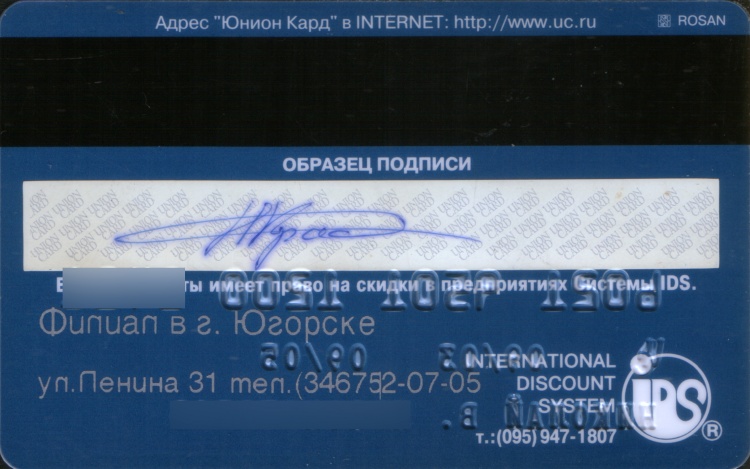 Адрес "Юнион Кард" в INTERNET: http://www.uc.ru ROSAN
ОБРАЗЕЦ ПОДПИСИ
ты имеет право на скидки в предприятиях Системы IDS.
Филиал в г. Югорске
ул.Ленина 31 тел.(34675)2-07-05
INTERNATIONAL
DISCOUNT
SYSTEM
т.:(095)947-1807
IPS ®